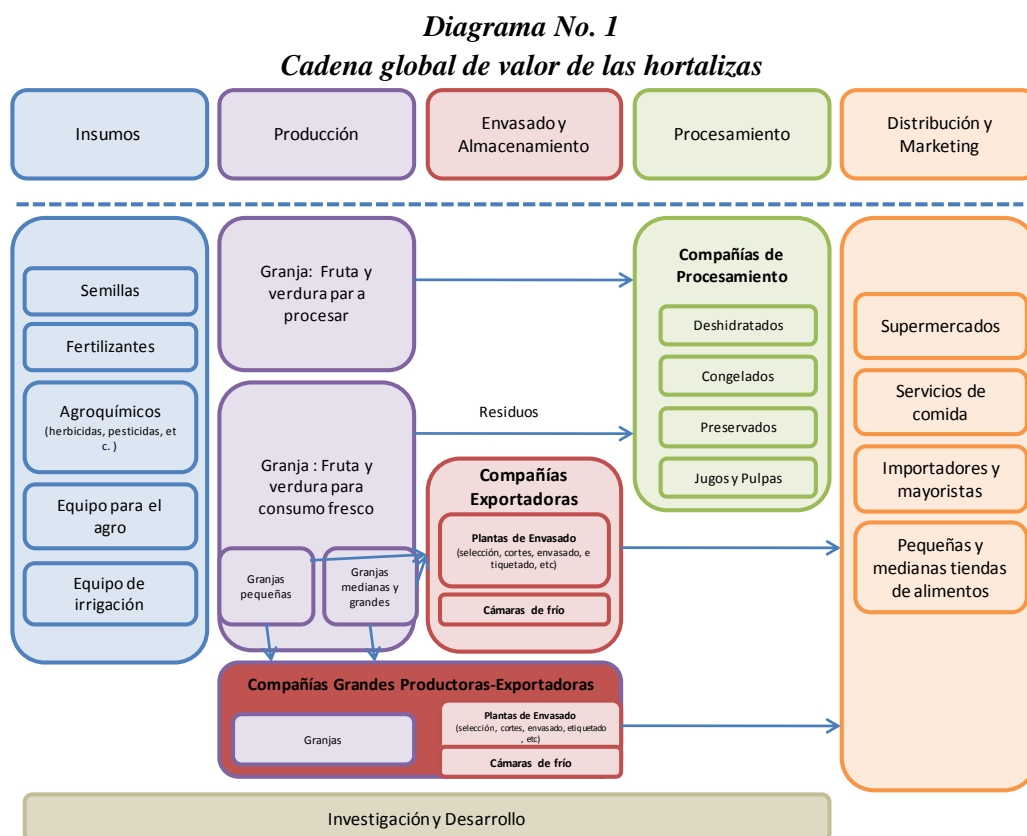 Diagrama No. 1
Cadena global de valor de las hortalizas
Insumos
Producción
Envasado y
Almacenamiento
Procesamiento
Distribución y
Marketing
Semillas
Fertilizantes
Agroquímicos
(herbicidas, pesticidas, et
c. )
Equipo para el
agro
Equipo de
irrigación
Granja: Fruta y
verdura par a
procesar
Granja : Fruta y
verdura para
consumo fresco
Granjas
pequeñas
Granjas
medianas y
grandes
Residuos
Compañías
Exportadoras
Plantas de Envasado
(selección, cortes, envasado, e
tiquetado, etc)
Cámaras de frío
Compañías Grandes Productoras-Exportadoras
Granjas
Plantas de Envasado
(selección, cortes, envasado, etiquetado
, etc)
Cámaras de frío
Compañías de
Procesamiento
Deshidratados
Congelados
Preservados
Jugos y Pulpas
Supermercados
Servicios de
comida
Importadores y
mayoristas
Pequeñas y
medianas tiendas
de alimentos
Investigación y Desarrollo